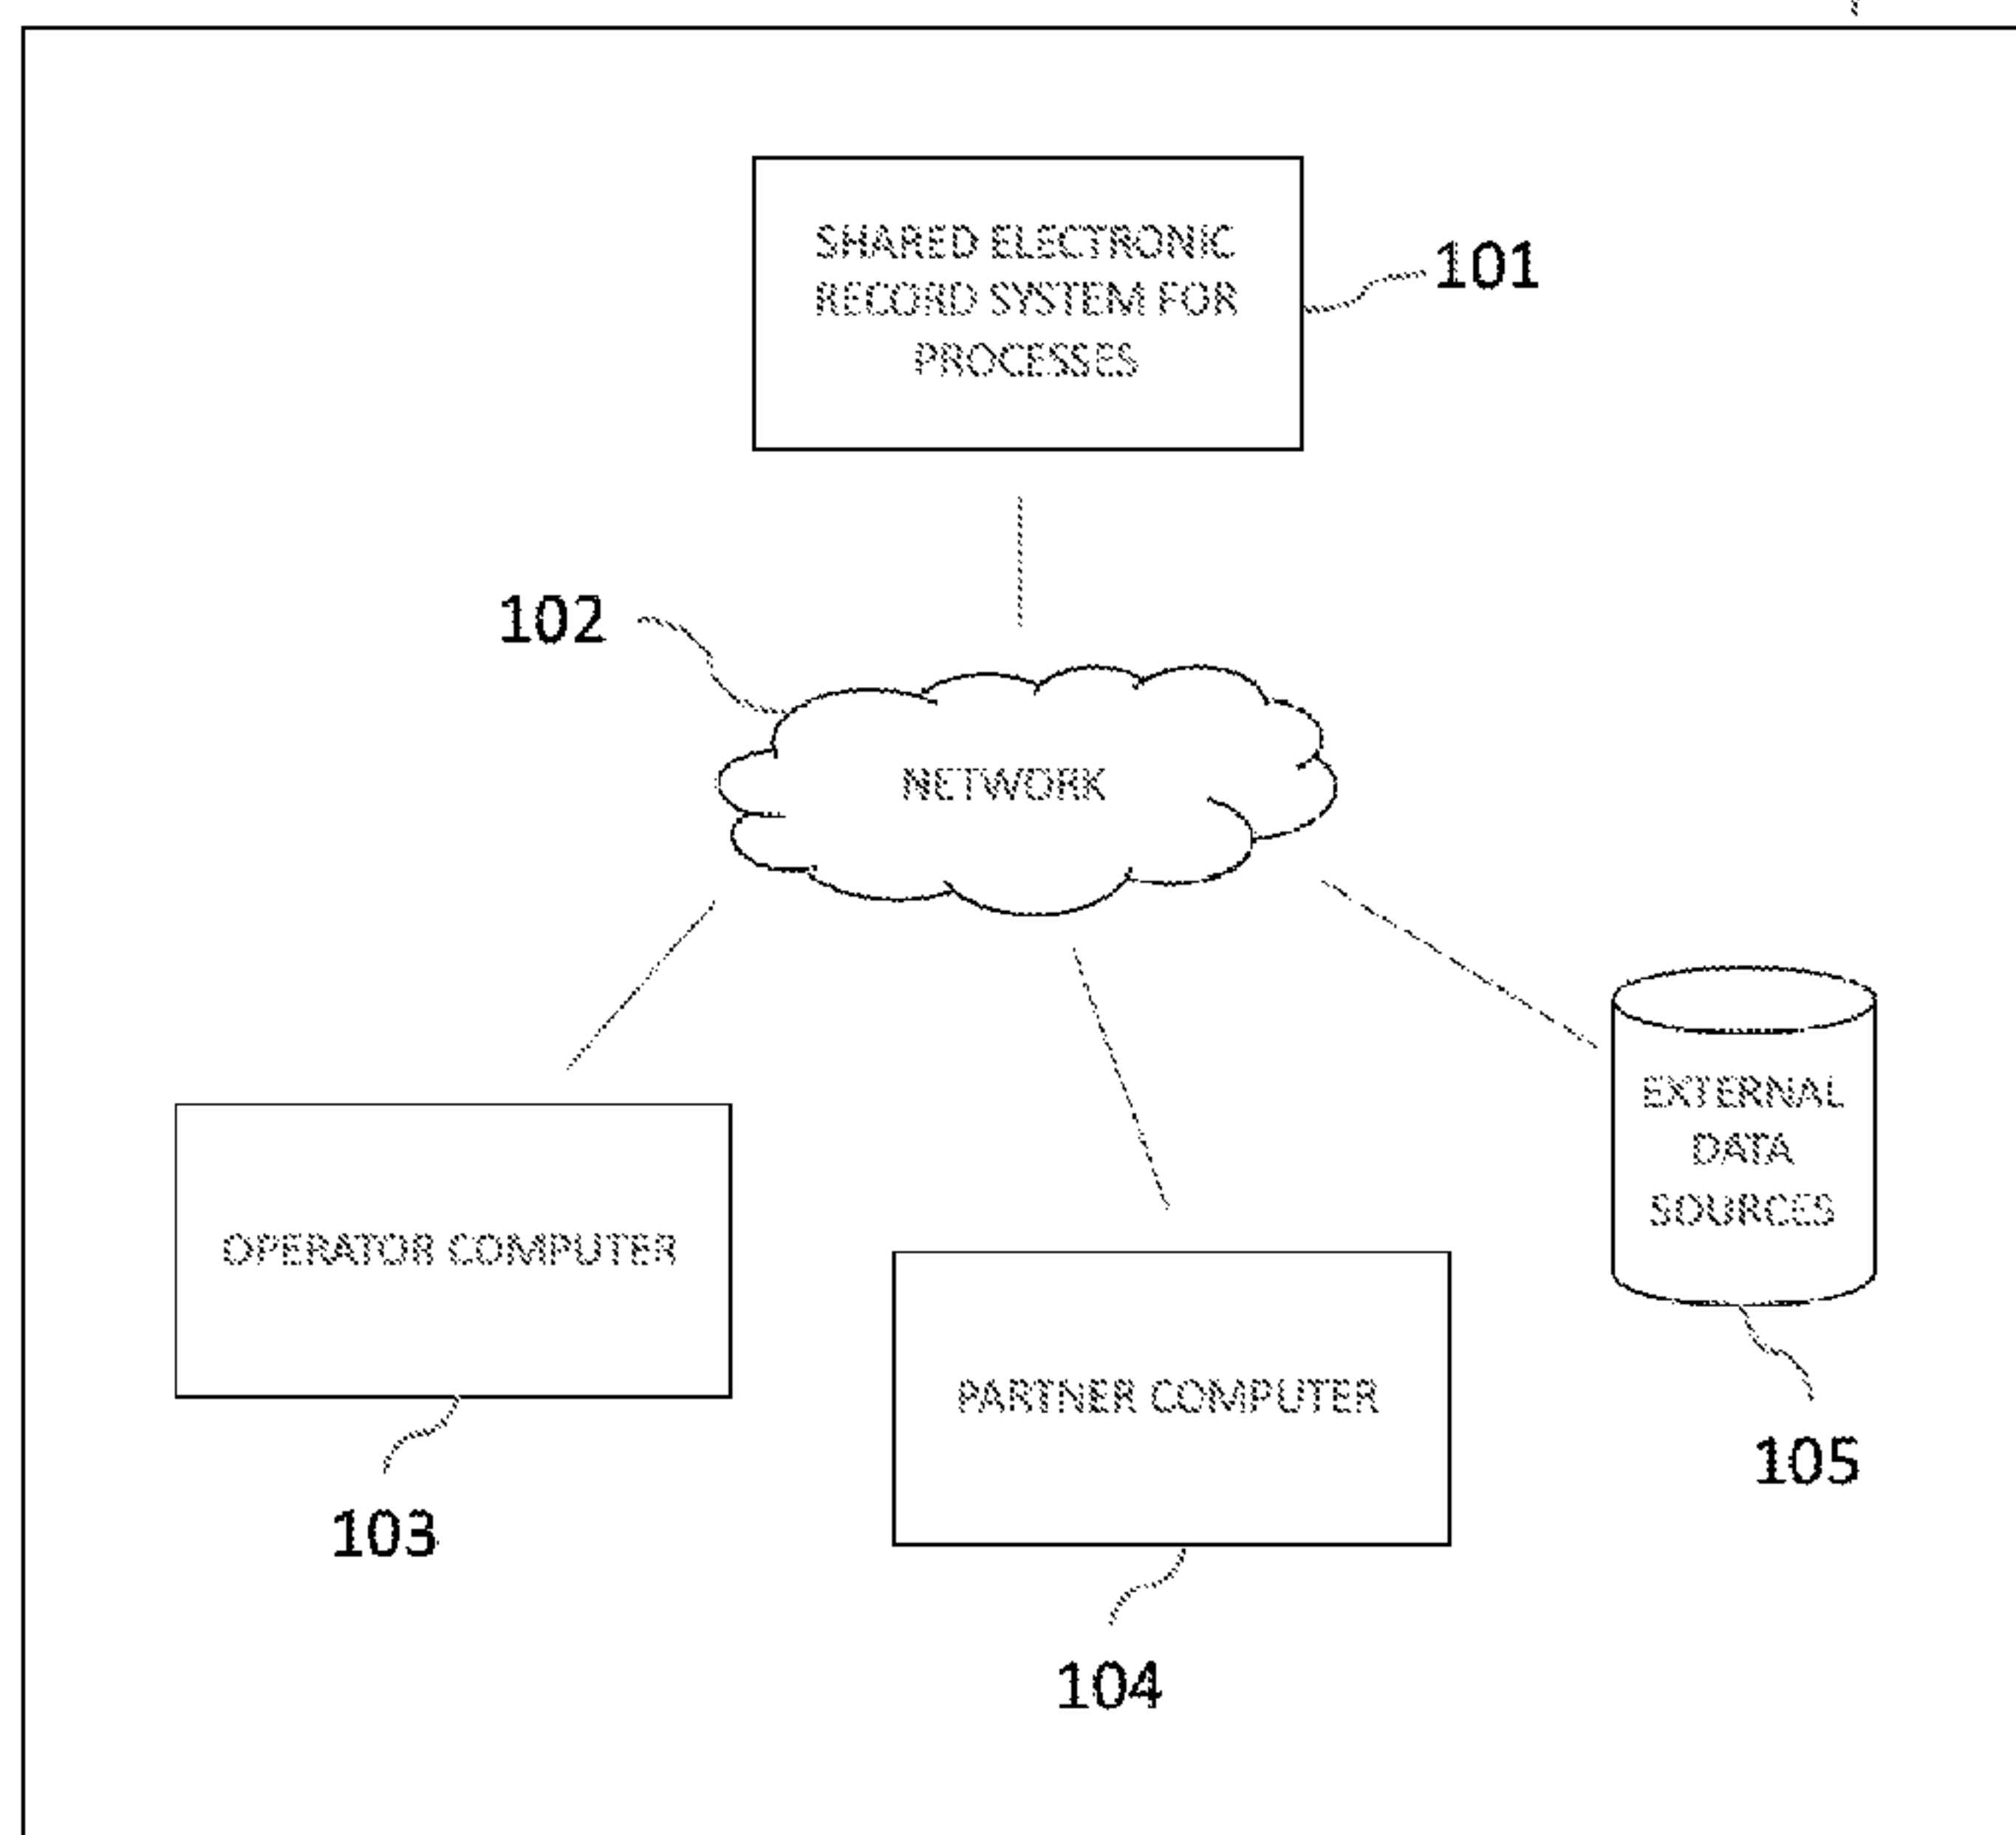 SHARED ELECTRONIC
RECORD SYSTEM FOR
PROCESSES
101
102
NETWORK
EXTERNAL
DATA
SOURCES
OPERATOR COMPUTER
PARTNER COMPUTER
105
103
104